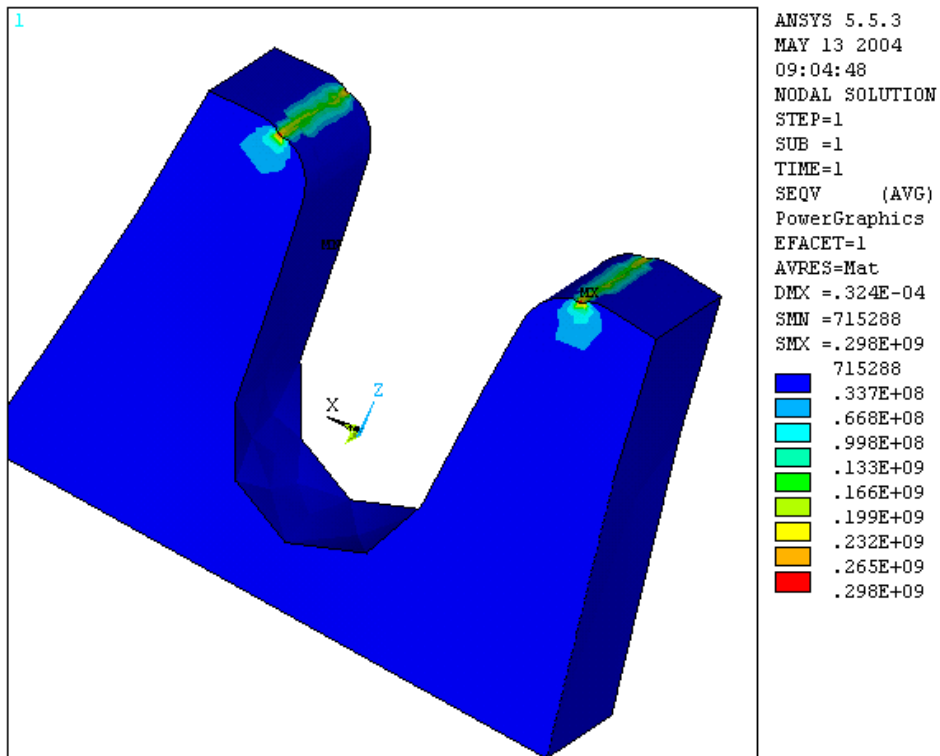 1
ANSYS 5.5.3
MAY 13 2004
09:04:48
NODAL SOLUTION
STEP=1
SUB =1
TIME=1
SEQV (AVG)
PowerGraphics
EFACET=1
AVRES=Mat
DMX =.324E-04
SMN =715288
SMX =.298E+09
715288
.337E+08
.668E+08
.998E+08
.133E+09
.166E+09
.199E+09
.232E+09
.265E+09
.298E+09
MN
MX
X
Z